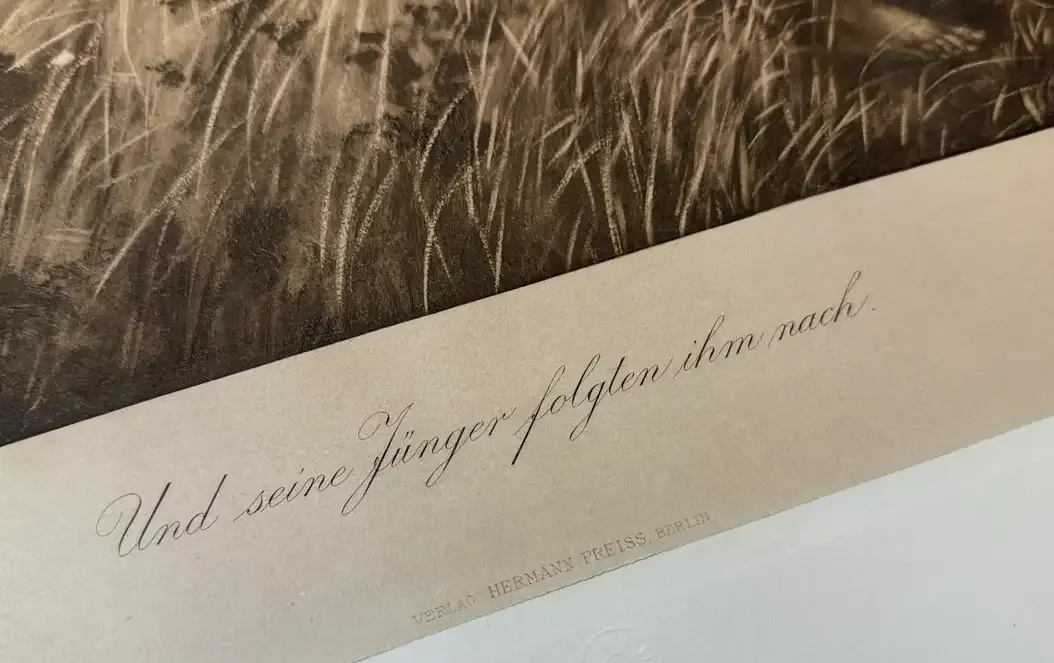 Und seine Jünger folgten ihm nach.
VERLAG HERMANN PREISS, BERLIN